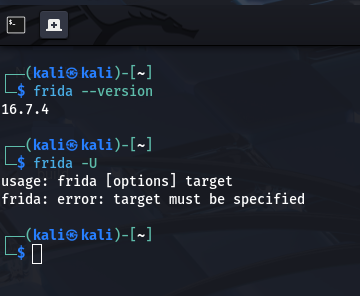 ┌──(kali㉿kali)-[~]
└─$ frida --version
16.7.4
┌──(kali㉿kali)-[~]
└─$ frida -U
usage: frida [options] target
frida: error: target must be specified
┌──(kali㉿kali)-[~]
└─$